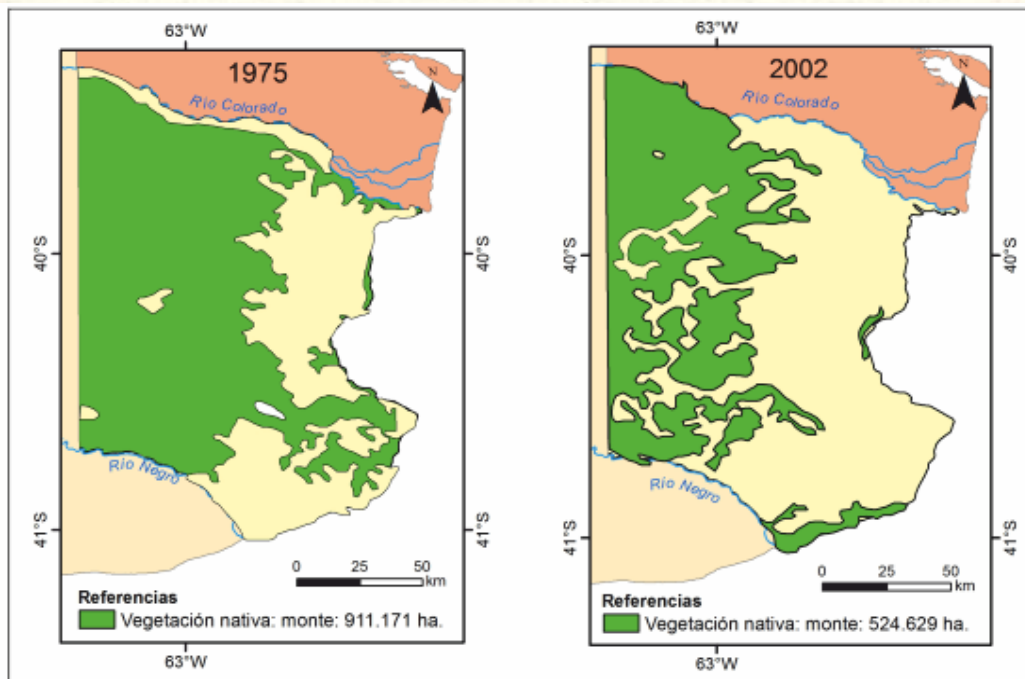 63°W
1975
N
Río Colorado
40°S
40°S
Río Negro
41°S
41°S
0 25 50
km
Referencias
Vegetación nativa: monte: 911.171 ha.
63°W
63°W
2002
N
Río Colorado
40°S
40°S
Río Negro
41°S
41°S
0 25 50
km
Referencias
Vegetación nativa: monte: 524.629 ha.
63°W